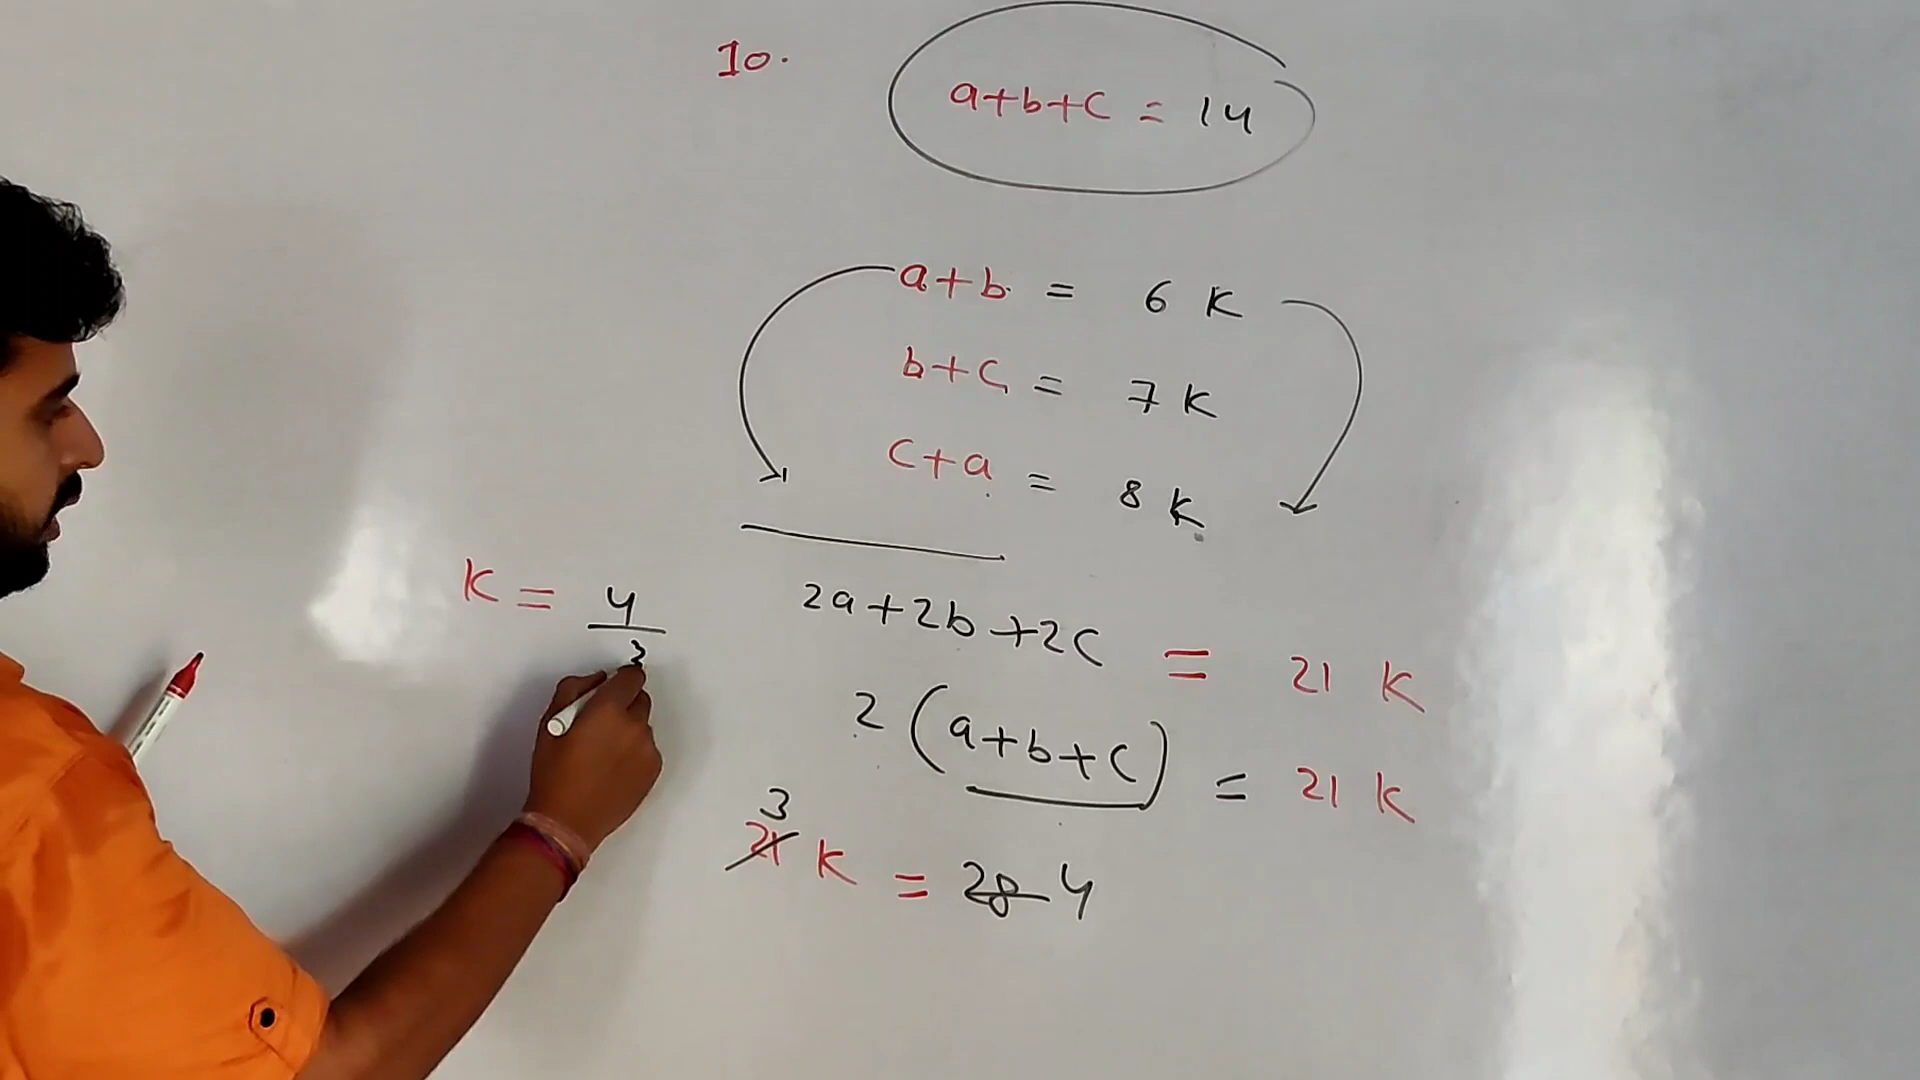 10.
a+b+c = 14
a+b = 6 K
b+c = 7 K
c+a = 8 K
2a+2b+2c = 21 K
2 (a+b+c) = 21 K
3
21 K = 28 4
K = 4
3